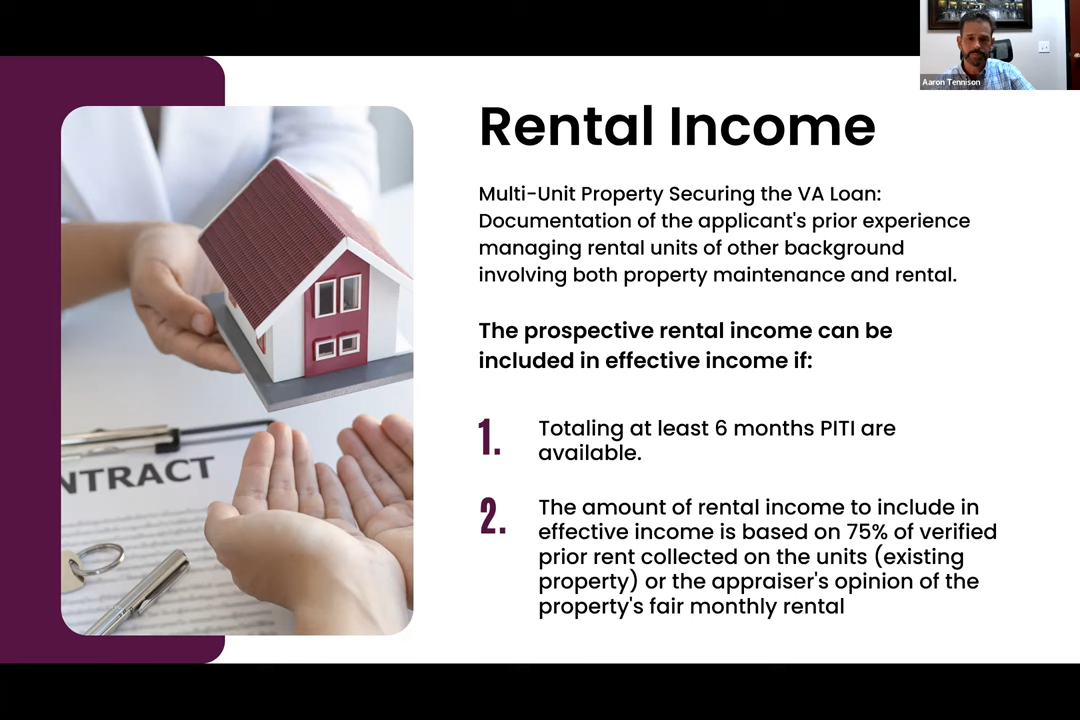 Aaron Tennison
Rental Income
Multi-Unit Property Securing the VA Loan:
Documentation of the applicant's prior experience
managing rental units of other background
involving both property maintenance and rental.
The prospective rental income can be
included in effective income if:
1.
Totaling at least 6 months PITI are
available.
2.
The amount of rental income to include in
effective income is based on 75% of verified
prior rent collected on the units (existing
property) or the appraiser's opinion of the
property's fair monthly rental
NTRACT